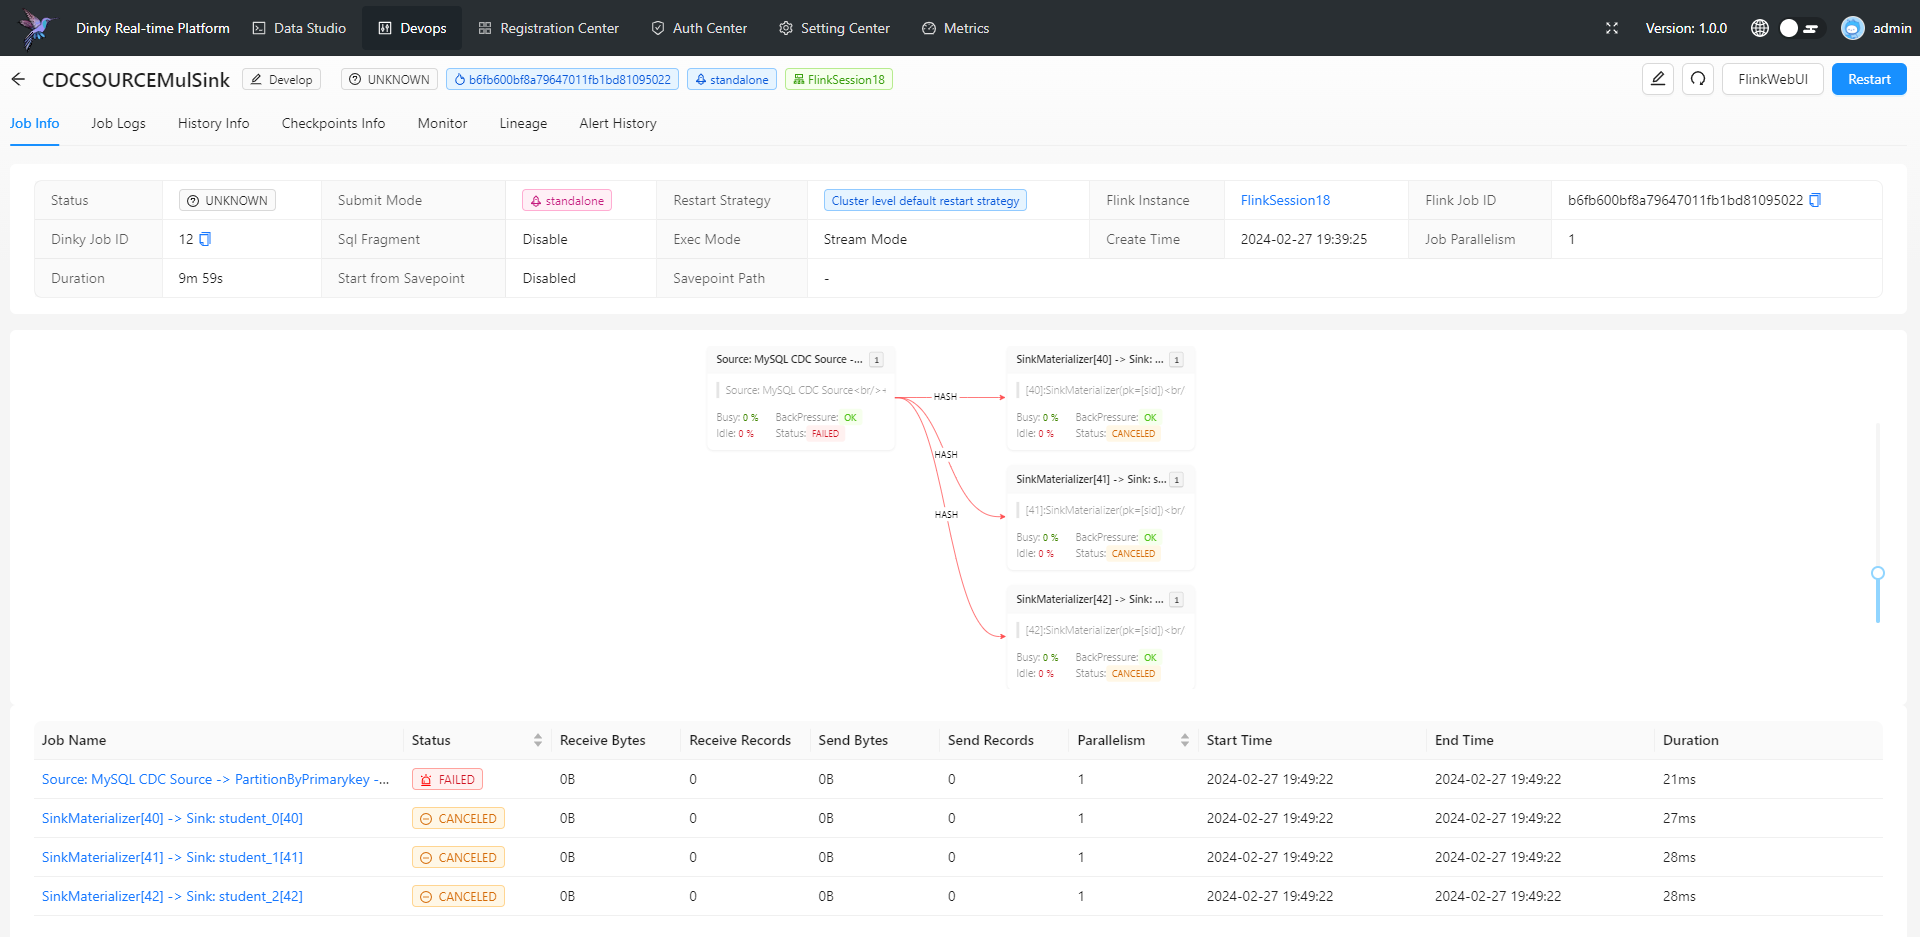 Dinky Real-time Platform Data Studio Devops Registration Center Auth Center Setting Center Metrics Version: 1.0.0 admin
CDCSOURCEMulSink Develop UNKNOWN b6fb600bf8a79647011fb1bd81095022 standalone FlinkSession18 FlinkWebUI Restart
Job Info Job Logs History Info Checkpoints Info Monitor Lineage Alert History
Status UNKNOWN Submit Mode standalone Restart Strategy Cluster level default restart strategy Flink Instance FlinkSession18 Flink Job ID b6fb600bf8a79647011fb1bd81095022
Dinky Job ID 12 Sql Fragment Disable Exec Mode Stream Mode Create Time 2024-02-27 19:39:25 Job Parallelism 1
Duration 9m 59s Start from Savepoint Disabled Savepoint Path -
Source: MySQL CDC Source -... 1
Source: MySQL CDC Source<br/>+
Busy: 0 % BackPressure: OK
Idle: 0 % Status: FAILED
HASH
HASH
HASH
SinkMaterializer[40] -> Sink: ... 1
[40]:SinkMaterializer(pk=[sid])<br/
Busy: 0 % BackPressure: OK
Idle: 0 % Status: CANCELED
SinkMaterializer[41] -> Sink: s... 1
[41]:SinkMaterializer(pk=[sid])<br/
Busy: 0 % BackPressure: OK
Idle: 0 % Status: CANCELED
SinkMaterializer[42] -> Sink: ... 1
[42]:SinkMaterializer(pk=[sid])<br/
Busy: 0 % BackPressure: OK
Idle: 0 % Status: CANCELED
Job Name Status Receive Bytes Receive Records Send Bytes Send Records Parallelism Start Time End Time Duration
Source: MySQL CDC Source -> PartitionByPrimarykey -... FAILED 0B 0 0B 0 1 2024-02-27 19:49:22 2024-02-27 19:49:22 21ms
SinkMaterializer[40] -> Sink: student_0[40] CANCELED 0B 0 0B 0 1 2024-02-27 19:49:22 2024-02-27 19:49:22 27ms
SinkMaterializer[41] -> Sink: student_1[41] CANCELED 0B 0 0B 0 1 2024-02-27 19:49:22 2024-02-27 19:49:22 28ms
SinkMaterializer[42] -> Sink: student_2[42] CANCELED 0B 0 0B 0 1 2024-02-27 19:49:22 2024-02-27 19:49:22 28ms